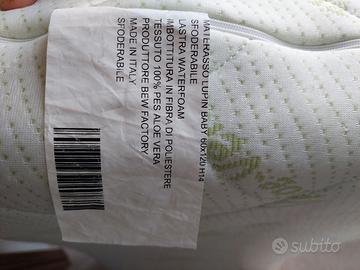 MATERASSO LUPIN BABY 60x120 H14
SFODERABILE
LASTRA WATERFOAM
IMBOTTITURA IN FIBRA DI POLIESTERE
TESSUTO 100% PES ALOE VERA
PRODUTTORE BEW FACTORY
MADE IN ITALY
SFODERABILE
subito